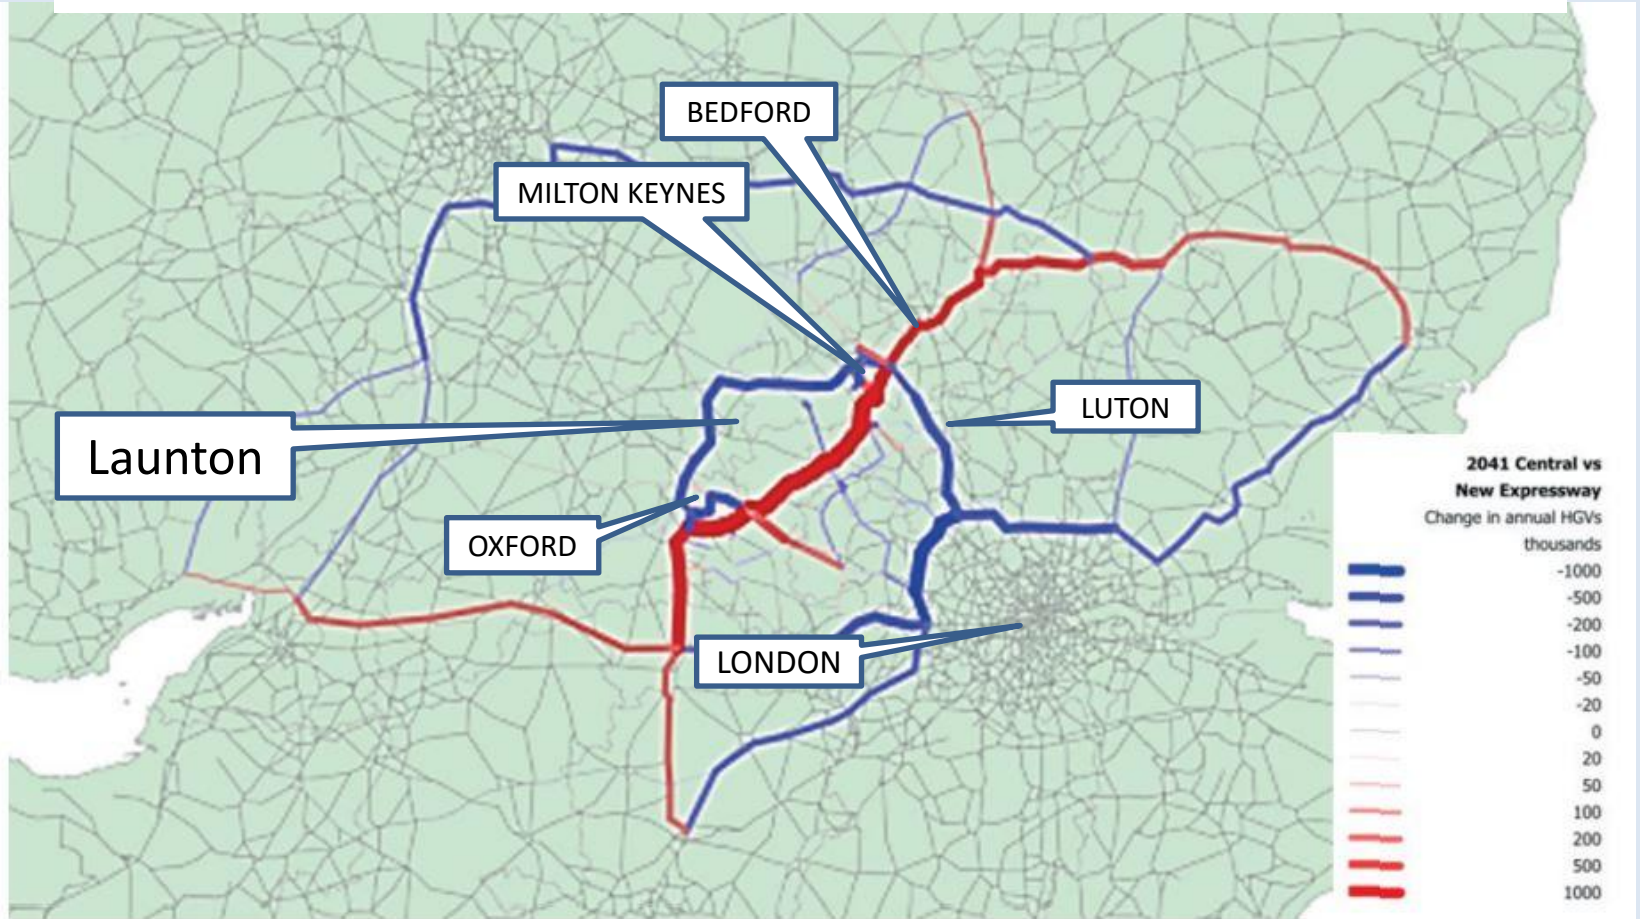 BEDFORD
MILTON KEYNES
LUTON
Launton
OXFORD
LONDON
2041 Central vs
New Expressway
Change in annual HGVs
thousands
-1000
-500
-200
-100
-50
-20
0
20
50
100
200
500
1000